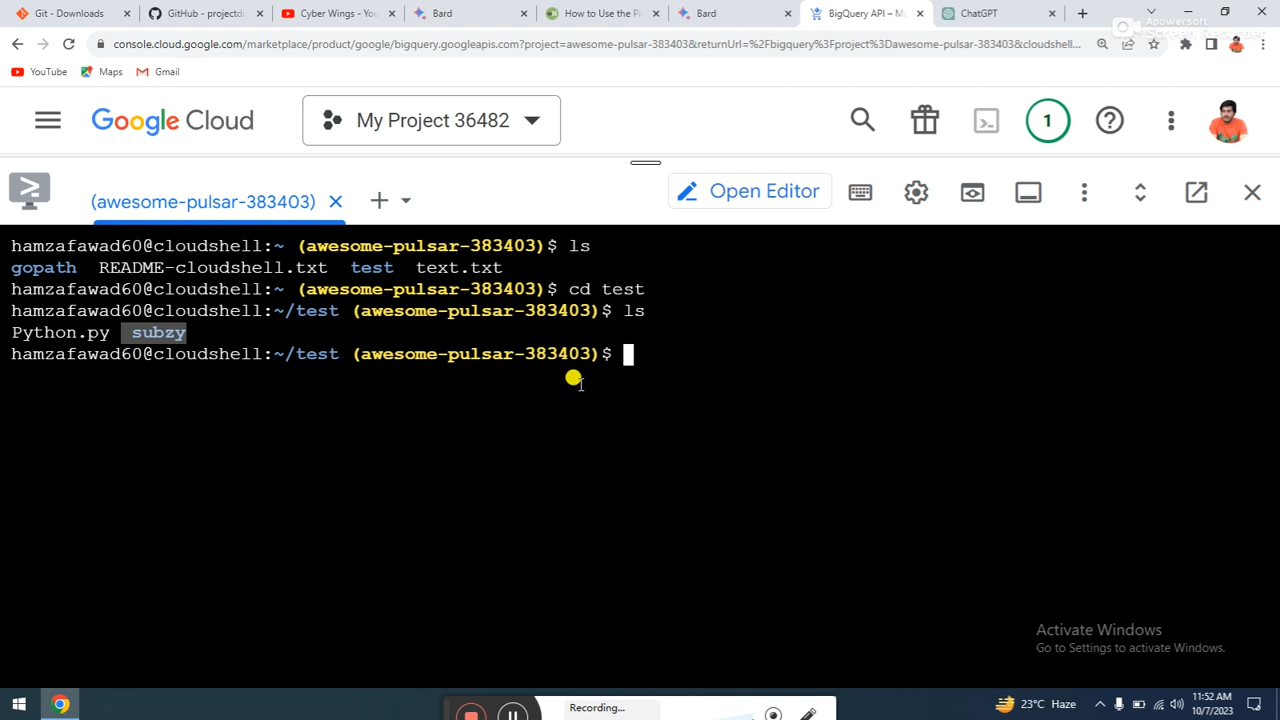 Git - Downloads
GitHub - projectdi
Cyber Wings - You
Bard
How to Use the Pi
Bard
BigQuery API – M
ChatGPT
Apowersoft
Screen Recorder
console.cloud.google.com/marketplace/product/google/bigquery.googleapis.com?project=awesome-pulsar-383403&returnUrl=%2Fbigquery%3Fproject%3Dawesome-pulsar-383403&cloudshell...
YouTube
Maps
Gmail
Google Cloud
My Project 36482
1
(awesome-pulsar-383403)
Open Editor
hamzafawad60@cloudshell:~ (awesome-pulsar-383403)$ ls
gopath README-cloudshell.txt test text.txt
hamzafawad60@cloudshell:~ (awesome-pulsar-383403)$ cd test
hamzafawad60@cloudshell:~/test (awesome-pulsar-383403)$ ls
Python.py subzy
hamzafawad60@cloudshell:~/test (awesome-pulsar-383403)$
Activate Windows
Go to Settings to activate Windows.
Recording...
23°C Haze
11:52 AM
10/7/2023